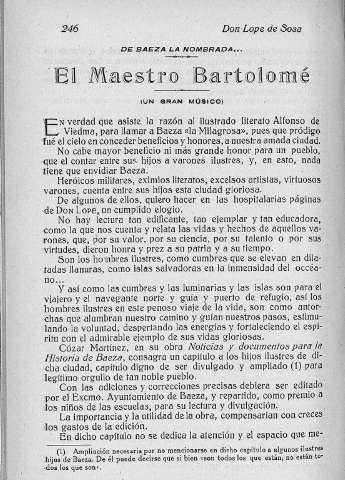 246 Don Lope de Sosa
DE BAEZA LA NOMBRADA...
El Maestro Bartolomé
(UN GRAN MÚSICO)
EN verdad que asiste la razón al ilustrado literato Alfonso de
Viedma, para llamar a Baeza «la Milagrosa», pues que pródigo
fué el cielo en conceder beneficios y honores, a nuestra amada ciudad.
No cabe mayor beneficio ni más grande honor para un pueblo,
que el contar entre sus hijos a varones ilustres, y, en esto, nada
tiene que envidiar Baeza.
Heróicos militares, eximios literatos, excelsos artistas, virtuosos
varones, cuenta entre sus hijos esta ciudad gloriosa.
De algunos de ellos, quiero hacer en las hospitalarias páginas
de DON LOPE, un cumplido elogio.
No hay lectura tan edificante, tan ejemplar y tan educadora,
como la que nos cuenta y relata las vidas y hechos de aquellos va-
rones, que, por su valor, por su ciencia, por su talento o por sus
virtudes, dieron honra y prez a su patria y a su tiempo.
Son los hombres ilustres, como cumbres que se elevan en dila-
tadas llanuras, como islas salvadoras en la inmensidad del océa-
no...
Y así como las cumbres y las luminarias y las islas son para el
viajero y el navegante norte y guía y puerto de refugio, así los
hombres ilustres en este penoso viaje de la vida, son como antor-
chas que alumbran nuestro camino y guían nuestros pasos, estimu-
lando la voluntad, despertando las energías y fortaleciendo el espí-
ritu con el admirable ejemplo de sus vidas gloriosas.
Cózar Martínez, en su obra Noticias y documentos para la
Historia de Baeza, consagra un capítulo a los hijos ilustres de di-
cha ciudad, capítulo digno de ser divulgado y ampliado (1) para
legítimo orgullo de tan noble pueblo.
Con las adiciones y correcciones precisas debiera ser editado
por el Excmo. Ayuntamiento de Baeza, y repartido, como premio a
los niños de las escuelas, para su lectura y divulgación.
La importancia y utilidad de la obra, compensarían con creces
los gastos de la edición.
En dicho capítulo no se dedica la atención y el espacio que me-
(1) Ampliación necesaria por no mencionarse en dicho capítulo a algunos ilustres
hijos de Baeza. De él puede decirse que si bien «son todos los que están, no están to-
dos los que son».